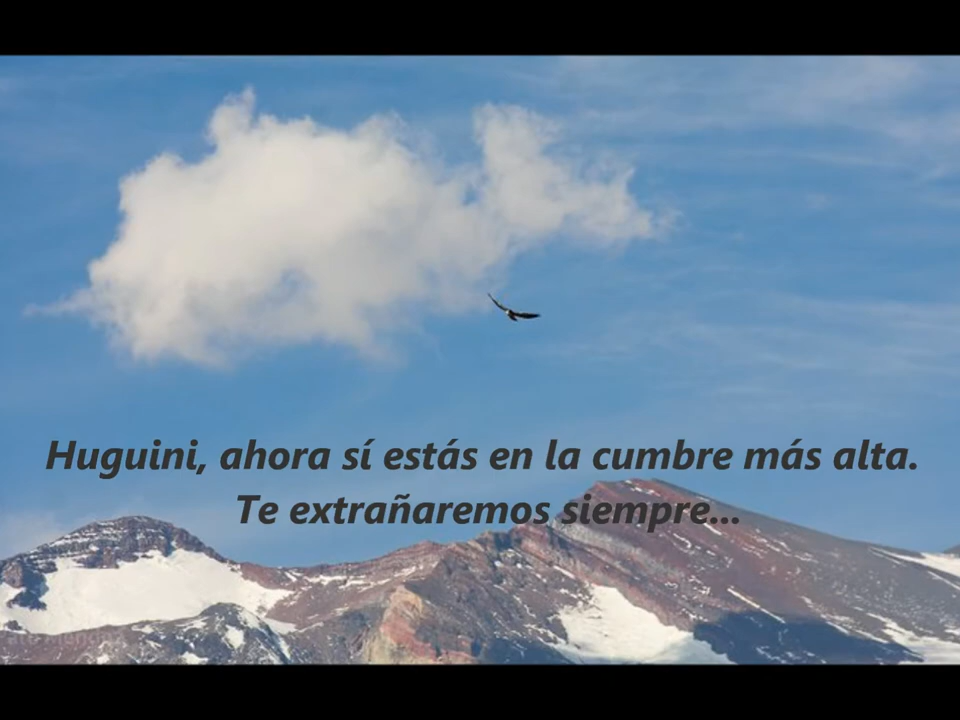 Huguini, ahora sí estás en la cumbre más alta.
Te extrañaremos siempre...